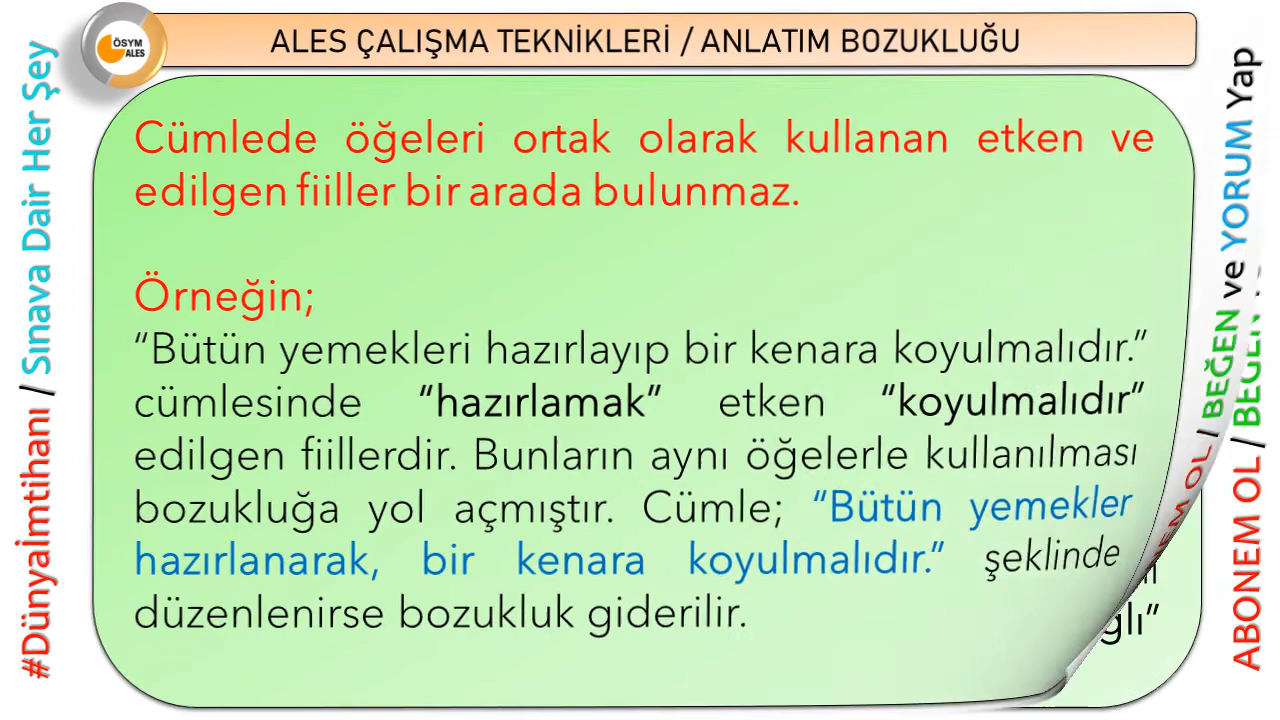 ÖSYM
ALES
ALES ÇALIŞMA TEKNİKLERİ / ANLATIM BOZUKLUĞU
#Dünyaİmtihanı / Sınava Dair Her Şey
Cümlede öğeleri ortak olarak kullanan etken ve
edilgen fiiller bir arada bulunmaz.
Örneğin;
“Bütün yemekleri hazırlayıp bir kenara koyulmalıdır.”
cümlesinde “hazırlamak” etken “koyulmalıdır”
edilgen fiillerdir. Bunların aynı öğelerle kullanılması
bozukluğa yol açmıştır. Cümle; “Bütün yemekler
hazırlanarak, bir kenara koyulmalıdır.” şeklinde
düzenlenirse bozukluk giderilir.
ABONEM OL / BEĞEN
OL / BEĞEN ve YORUM Yap